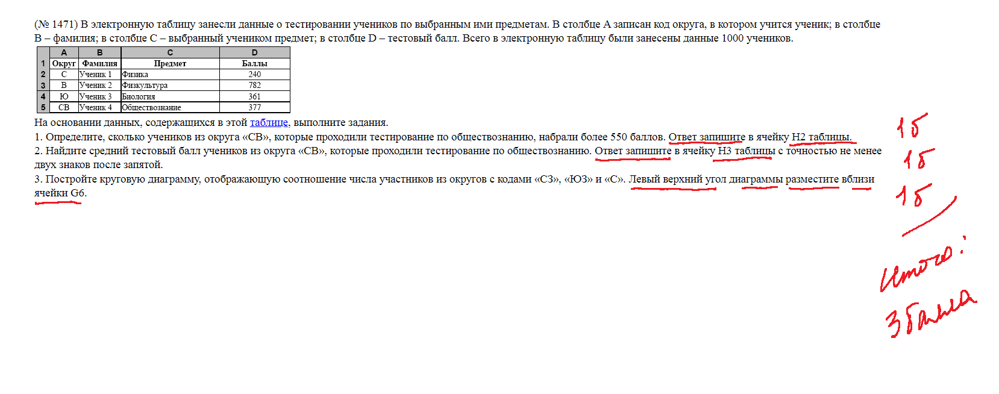 (№ 1471) В электронную таблицу занесли данные о тестировании учеников по выбранным ими предметам. В столбце A записан код округа, в котором учится ученик; в столбце
B – фамилия; в столбце C – выбранный учеником предмет; в столбце D – тестовый балл. Всего в электронную таблицу были занесены данные 1000 учеников.
A B C D
1 Округ Фамилия Предмет Баллы
2 С Ученик 1 Физика 240
3 В Ученик 2 Физкультура 782
4 Ю Ученик 3 Биология 361
5 СВ Ученик 4 Обществознание 377
На основании данных, содержащихся в этой таблице, выполните задания.
1. Определите, сколько учеников из округа «СВ», которые проходили тестирование по обществознанию, набрали более 550 баллов. Ответ запишите в ячейку H2 таблицы.
1б
2. Найдите средний тестовый балл учеников из округа «СВ», которые проходили тестирование по обществознанию. Ответ запишите в ячейку H3 таблицы с точностью не менее
двух знаков после запятой.
1б
3. Постройте круговую диаграмму, отображающую соотношение числа участников из округов с кодами «СЗ», «ЮЗ» и «С». Левый верхний угол диаграммы разместите вблизи
ячейки G6.
1б
Итого:
3 балла